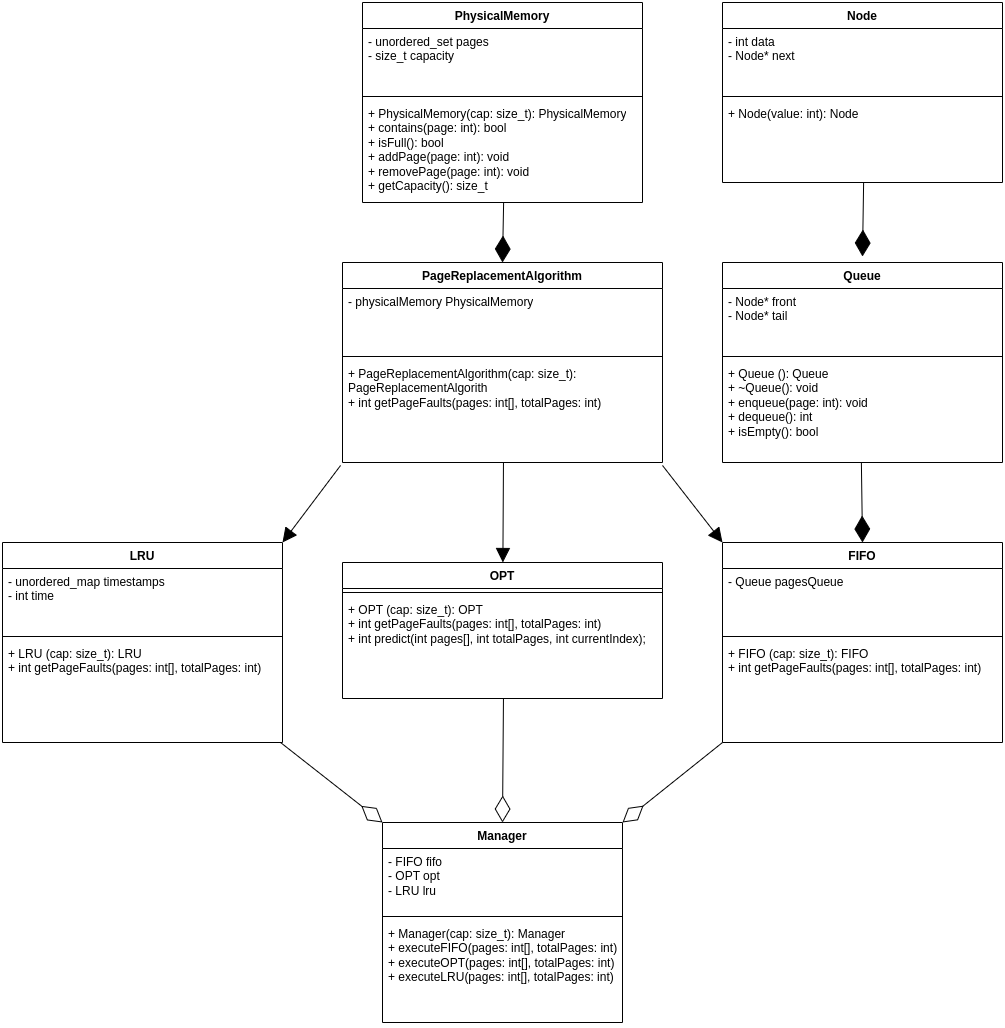 PhysicalMemory
- unordered_set pages
- size_t capacity
+ PhysicalMemory(cap: size_t): PhysicalMemory
+ contains(page: int): bool
+ isFull(): bool
+ addPage(page: int): void
+ removePage(page: int): void
+ getCapacity(): size_t
Node
- int data
- Node* next
+ Node(value: int): Node
PageReplacementAlgorithm
- physicalMemory PhysicalMemory
+ PageReplacementAlgorithm(cap: size_t):
PageReplacementAlgorith
+ int getPageFaults(pages: int[], totalPages: int)
Queue
- Node* front
- Node* tail
+ Queue (): Queue
+ ~Queue(): void
+ enqueue(page: int): void
+ dequeue(): int
+ isEmpty(): bool
LRU
- unordered_map timestamps
- int time
+ LRU (cap: size_t): LRU
+ int getPageFaults(pages: int[], totalPages: int)
OPT
+ OPT (cap: size_t): OPT
+ int getPageFaults(pages: int[], totalPages: int)
+ int predict(int pages[], int totalPages, int currentIndex);
FIFO
- Queue pagesQueue
+ FIFO (cap: size_t): FIFO
+ int getPageFaults(pages: int[], totalPages: int)
Manager
- FIFO fifo
- OPT opt
- LRU lru
+ Manager(cap: size_t): Manager
+ executeFIFO(pages: int[], totalPages: int)
+ executeOPT(pages: int[], totalPages: int)
+ executeLRU(pages: int[], totalPages: int)